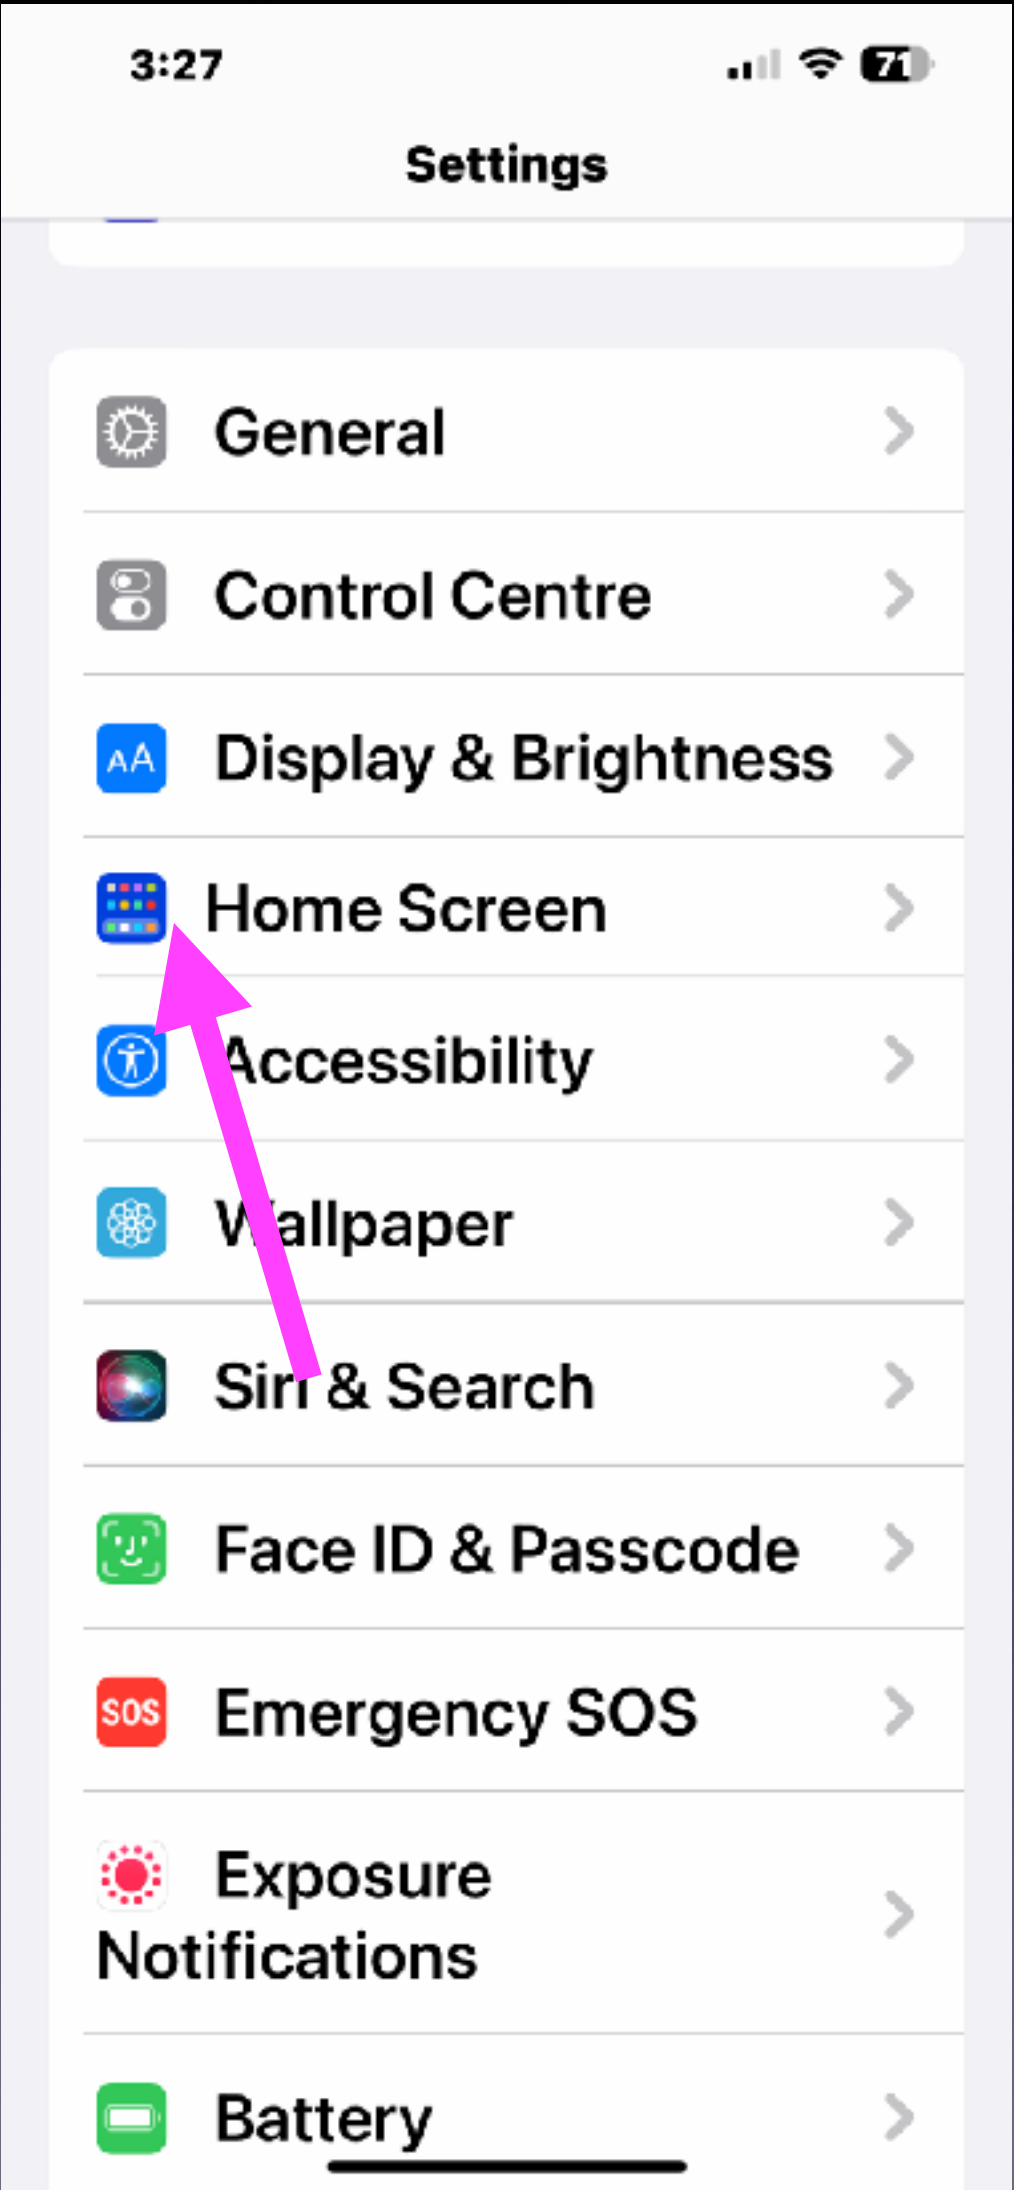 3:27
71
Settings
General
Control Centre
AA
Display & Brightness
Home Screen
Accessibility
Wallpaper
Siri & Search
Face ID & Passcode
SOS
Emergency SOS
Exposure
Notifications
Battery